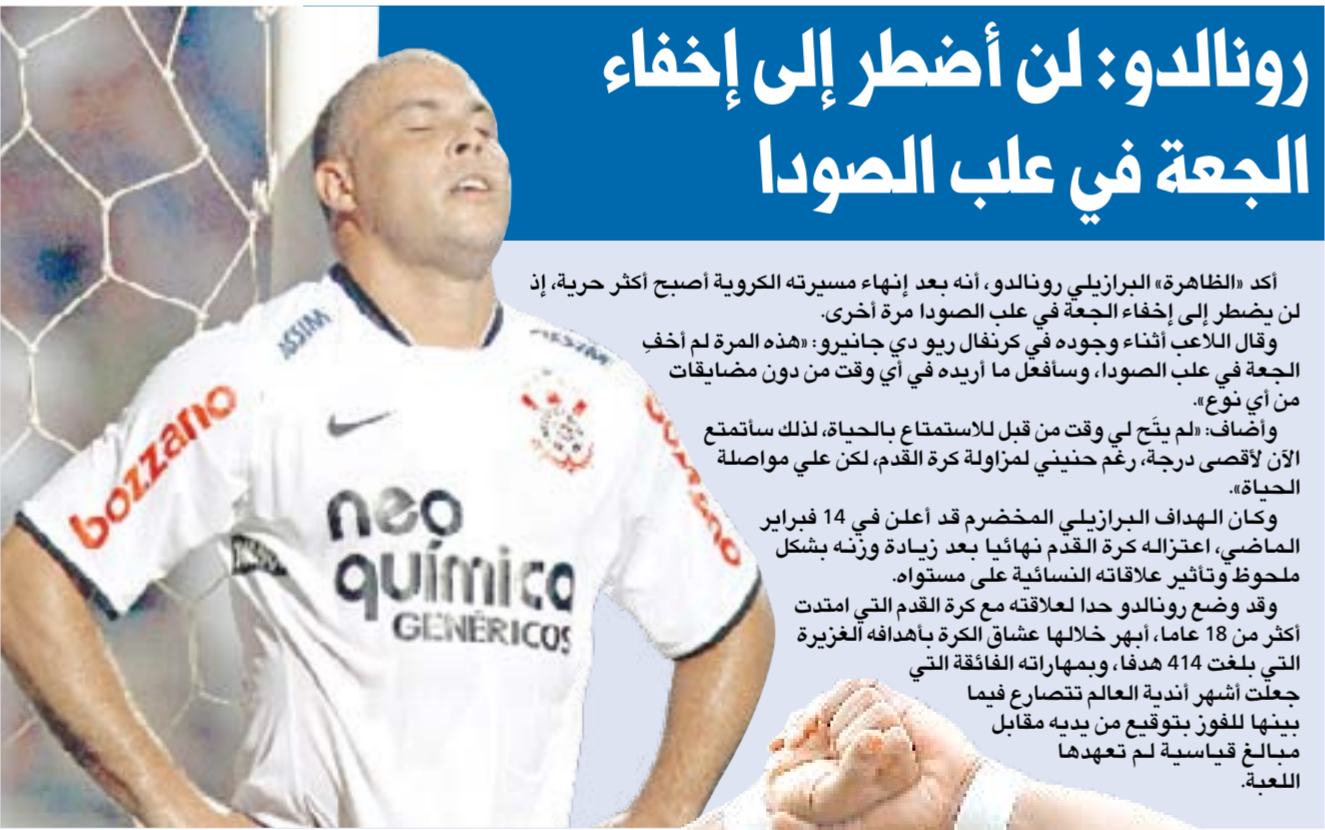 رونالدو: لن أضطر إلى إخفاء
الجعة في علب الصودا
أكد «الظاهرة» البرازيلي رونالدو، أنه بعد إنهاء مسيرته الكروية أصبح أكثر حرية، إذ
لن يضطر إلى إخفاء الجعة في علب الصودا مرة أخرى.
وقال اللاعب أثناء وجوده في كرنفال ريو دي جانيرو: «هذه المرة لم أخفِ
الجعة في علب الصودا، وسأفعل ما أريده في أي وقت من دون مضايقات
من أي نوع».
وأضاف: «لم يتَح لي وقت من قبل للاستمتاع بالحياة، لذلك سأتمتع
الآن لأقصى درجة، رغم حنيني لمزاولة كرة القدم، لكن علي مواصلة
الحياة».
وكان الهداف البرازيلي المخضرم قد أعلن في 14 فبراير
الماضي، اعتزاله كرة القدم نهائيا بعد زيادة وزنه بشكل
ملحوظ وتأثير علاقاته النسائية على مستواه.
وقد وضع رونالدو حدا لعلاقته مع كرة القدم التي امتدت
أكثر من 18 عاما، أبهر خلالها عشاق الكرة بأهدافه الغزيرة
التي بلغت 414 هدفا، وبمهاراته الفائقة التي
جعلت أشهر أندية العالم تتصارع فيما
بينها للفوز بتوقيع من يديه مقابل
مبالغ قياسية لم تعهدها
اللعبة.
ASSIM
ASSIM
bozzano
bozzano
neo
química
GENÉRICOS